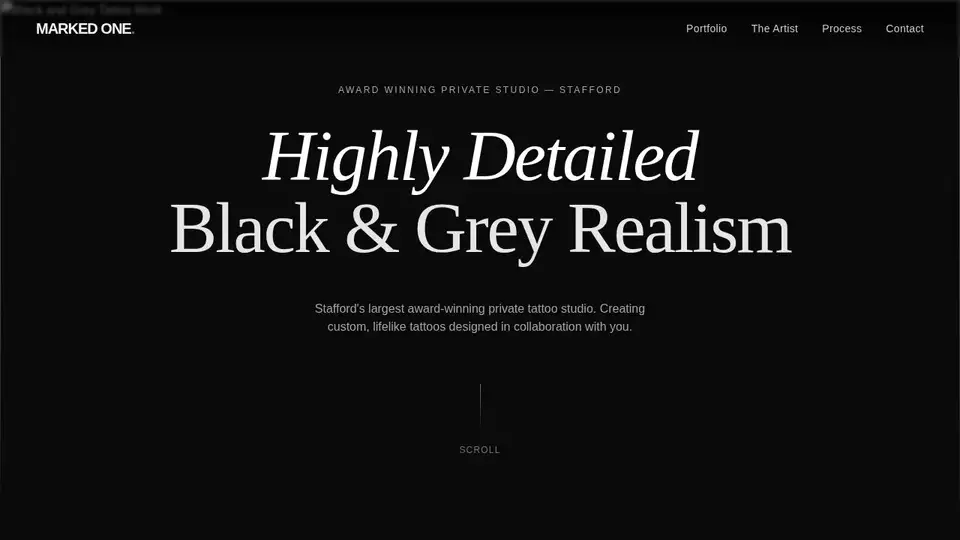 Black and Grey Tattoo Work
MARKED ONE.
Portfolio
The Artist
Process
Contact
AWARD WINNING PRIVATE STUDIO — STAFFORD
Highly Detailed
Black & Grey Realism
Stafford's largest award-winning private tattoo studio. Creating
custom, lifelike tattoos designed in collaboration with you.
SCROLL